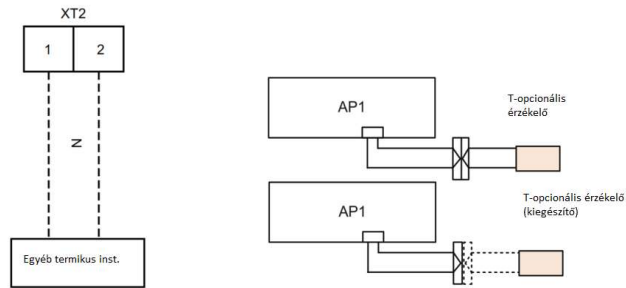 XT2
1 2
N
Egyéb termikus inst.
AP1
T-opcionális
érzékelő
AP1
T-opcionális érzékelő
(kiegészítő)